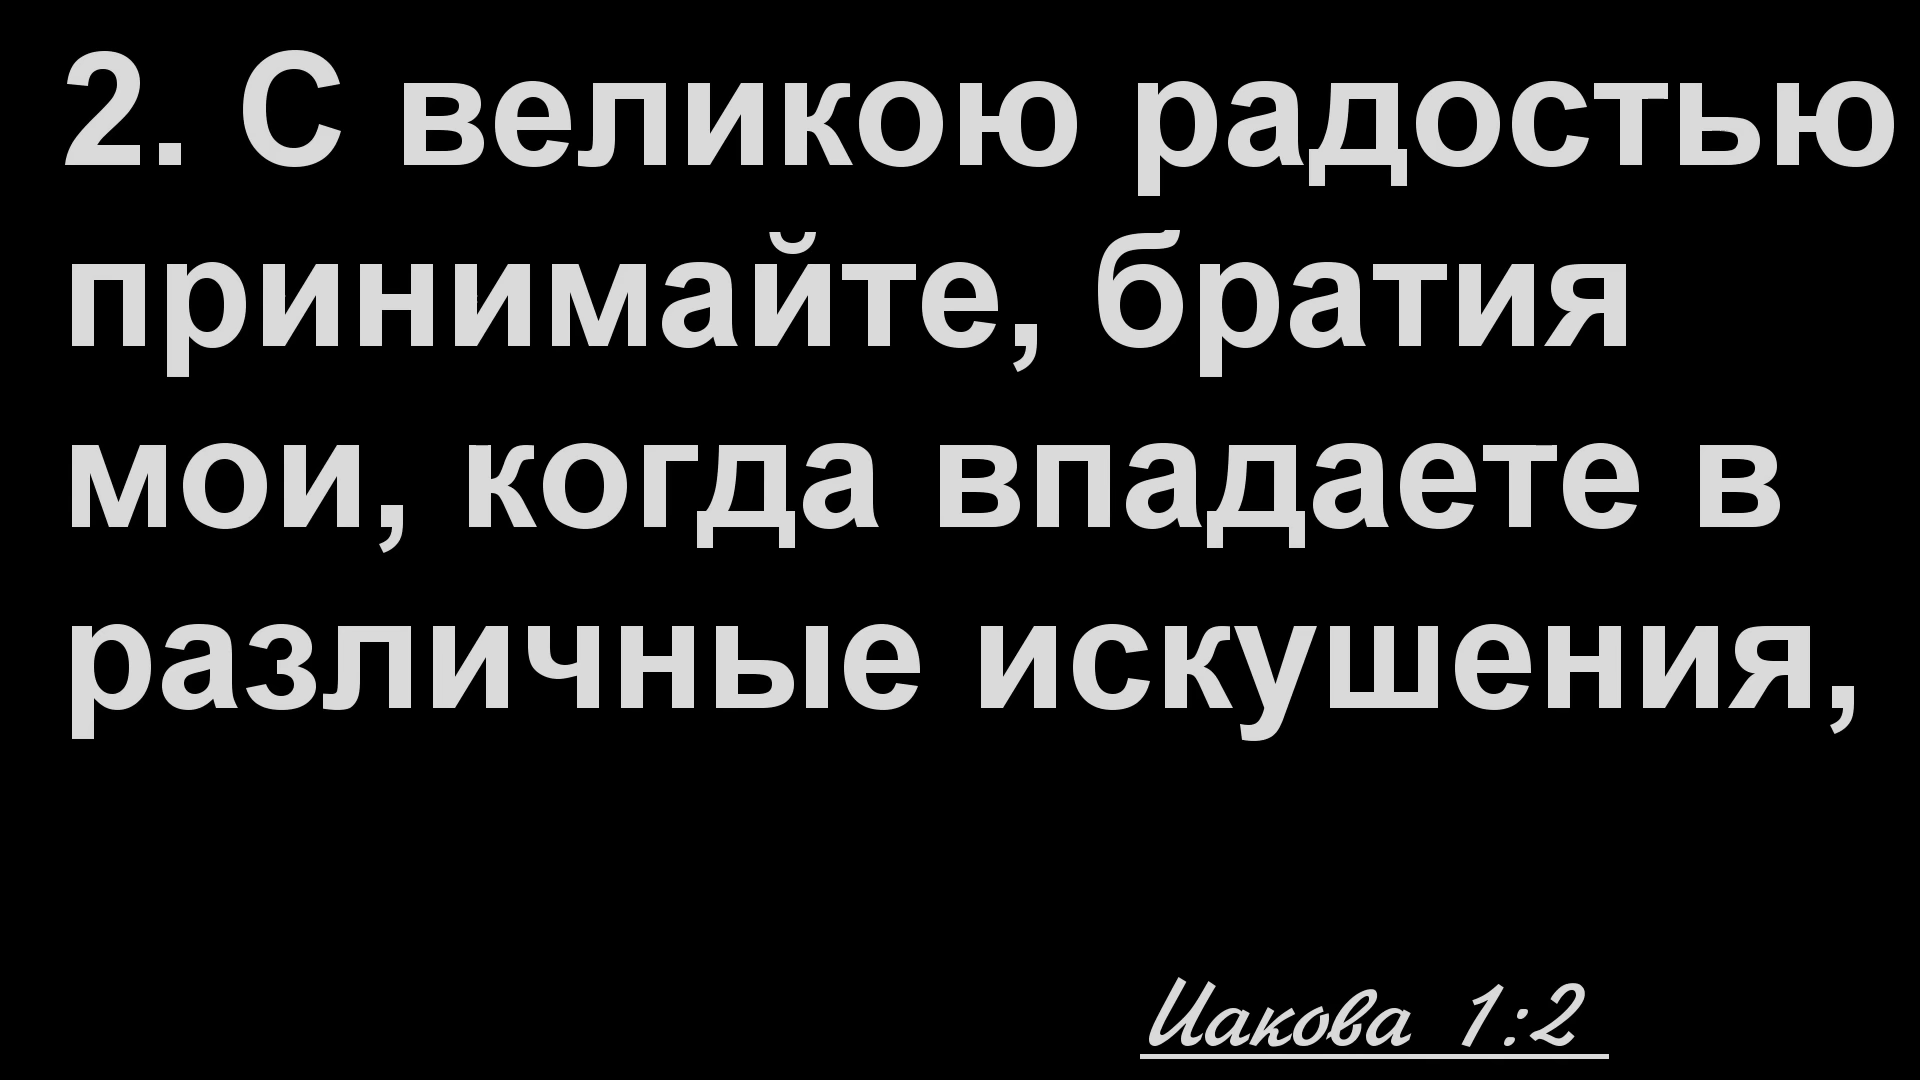 2. С великою радостью
принимайте, братия
мои, когда впадаете в
различные искушения,
Иакова 1:2